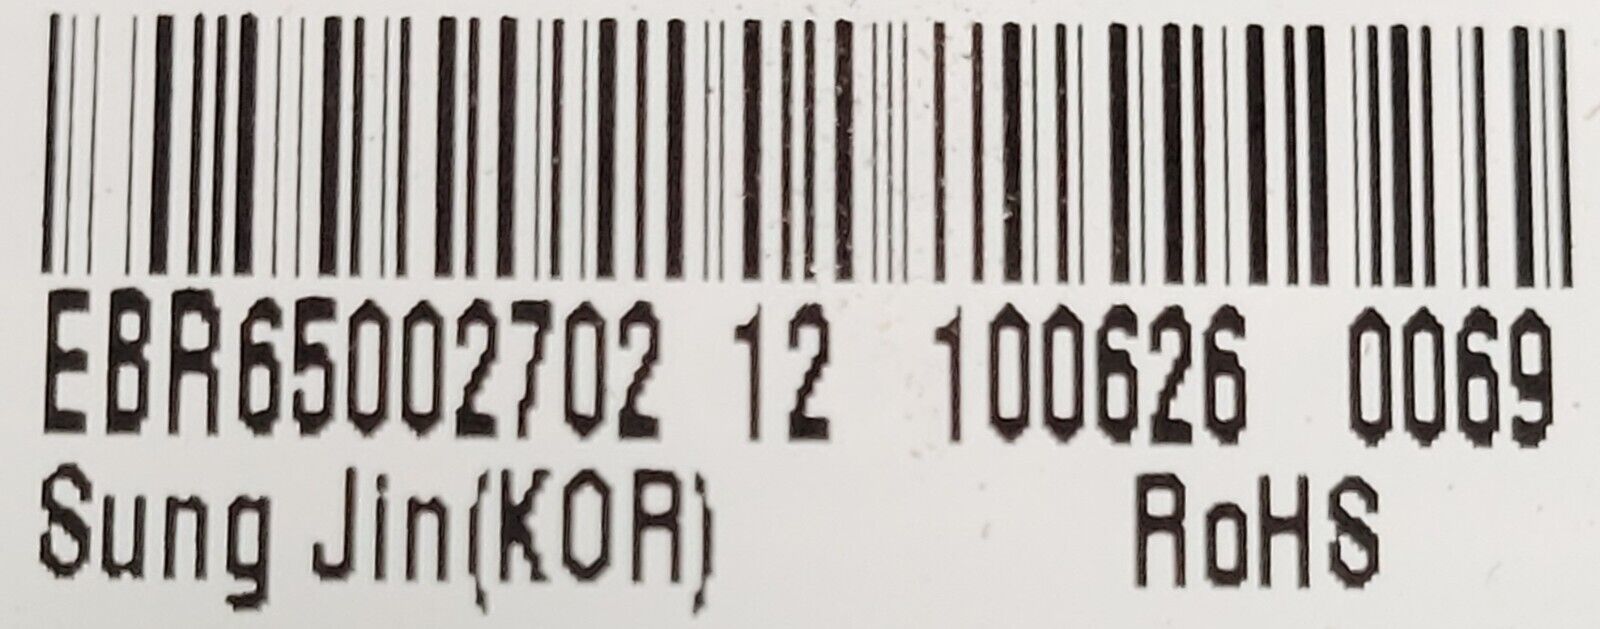 EBR65002702 12 100626 0069
Sung Jin(KOR) RoHS